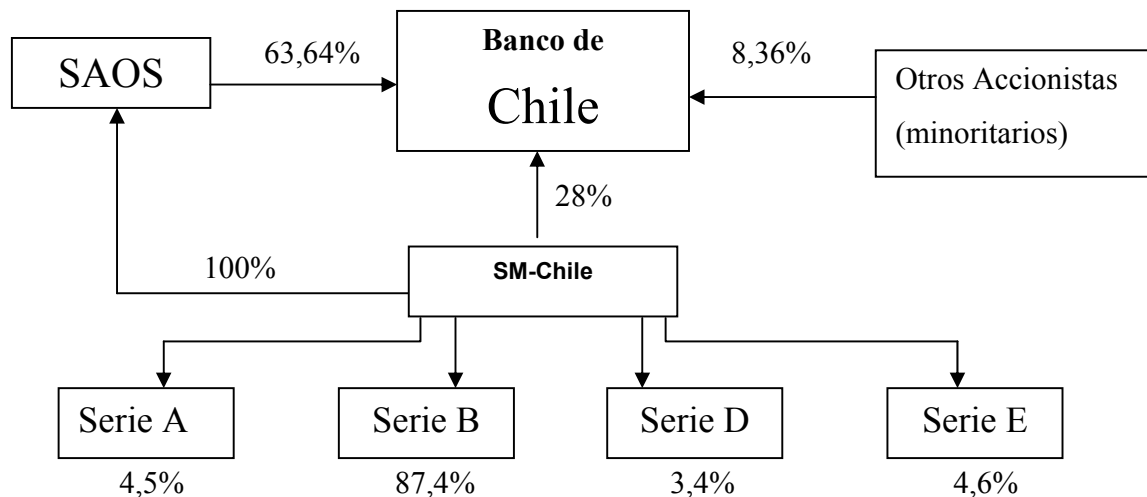 Banco de
Chile
SAOS
63,64%
8,36%
Otros Accionistas
(minoritarios)
28%
100%
SM-Chile
Serie A
Serie B
Serie D
Serie E
4,5%
87,4%
3,4%
4,6%